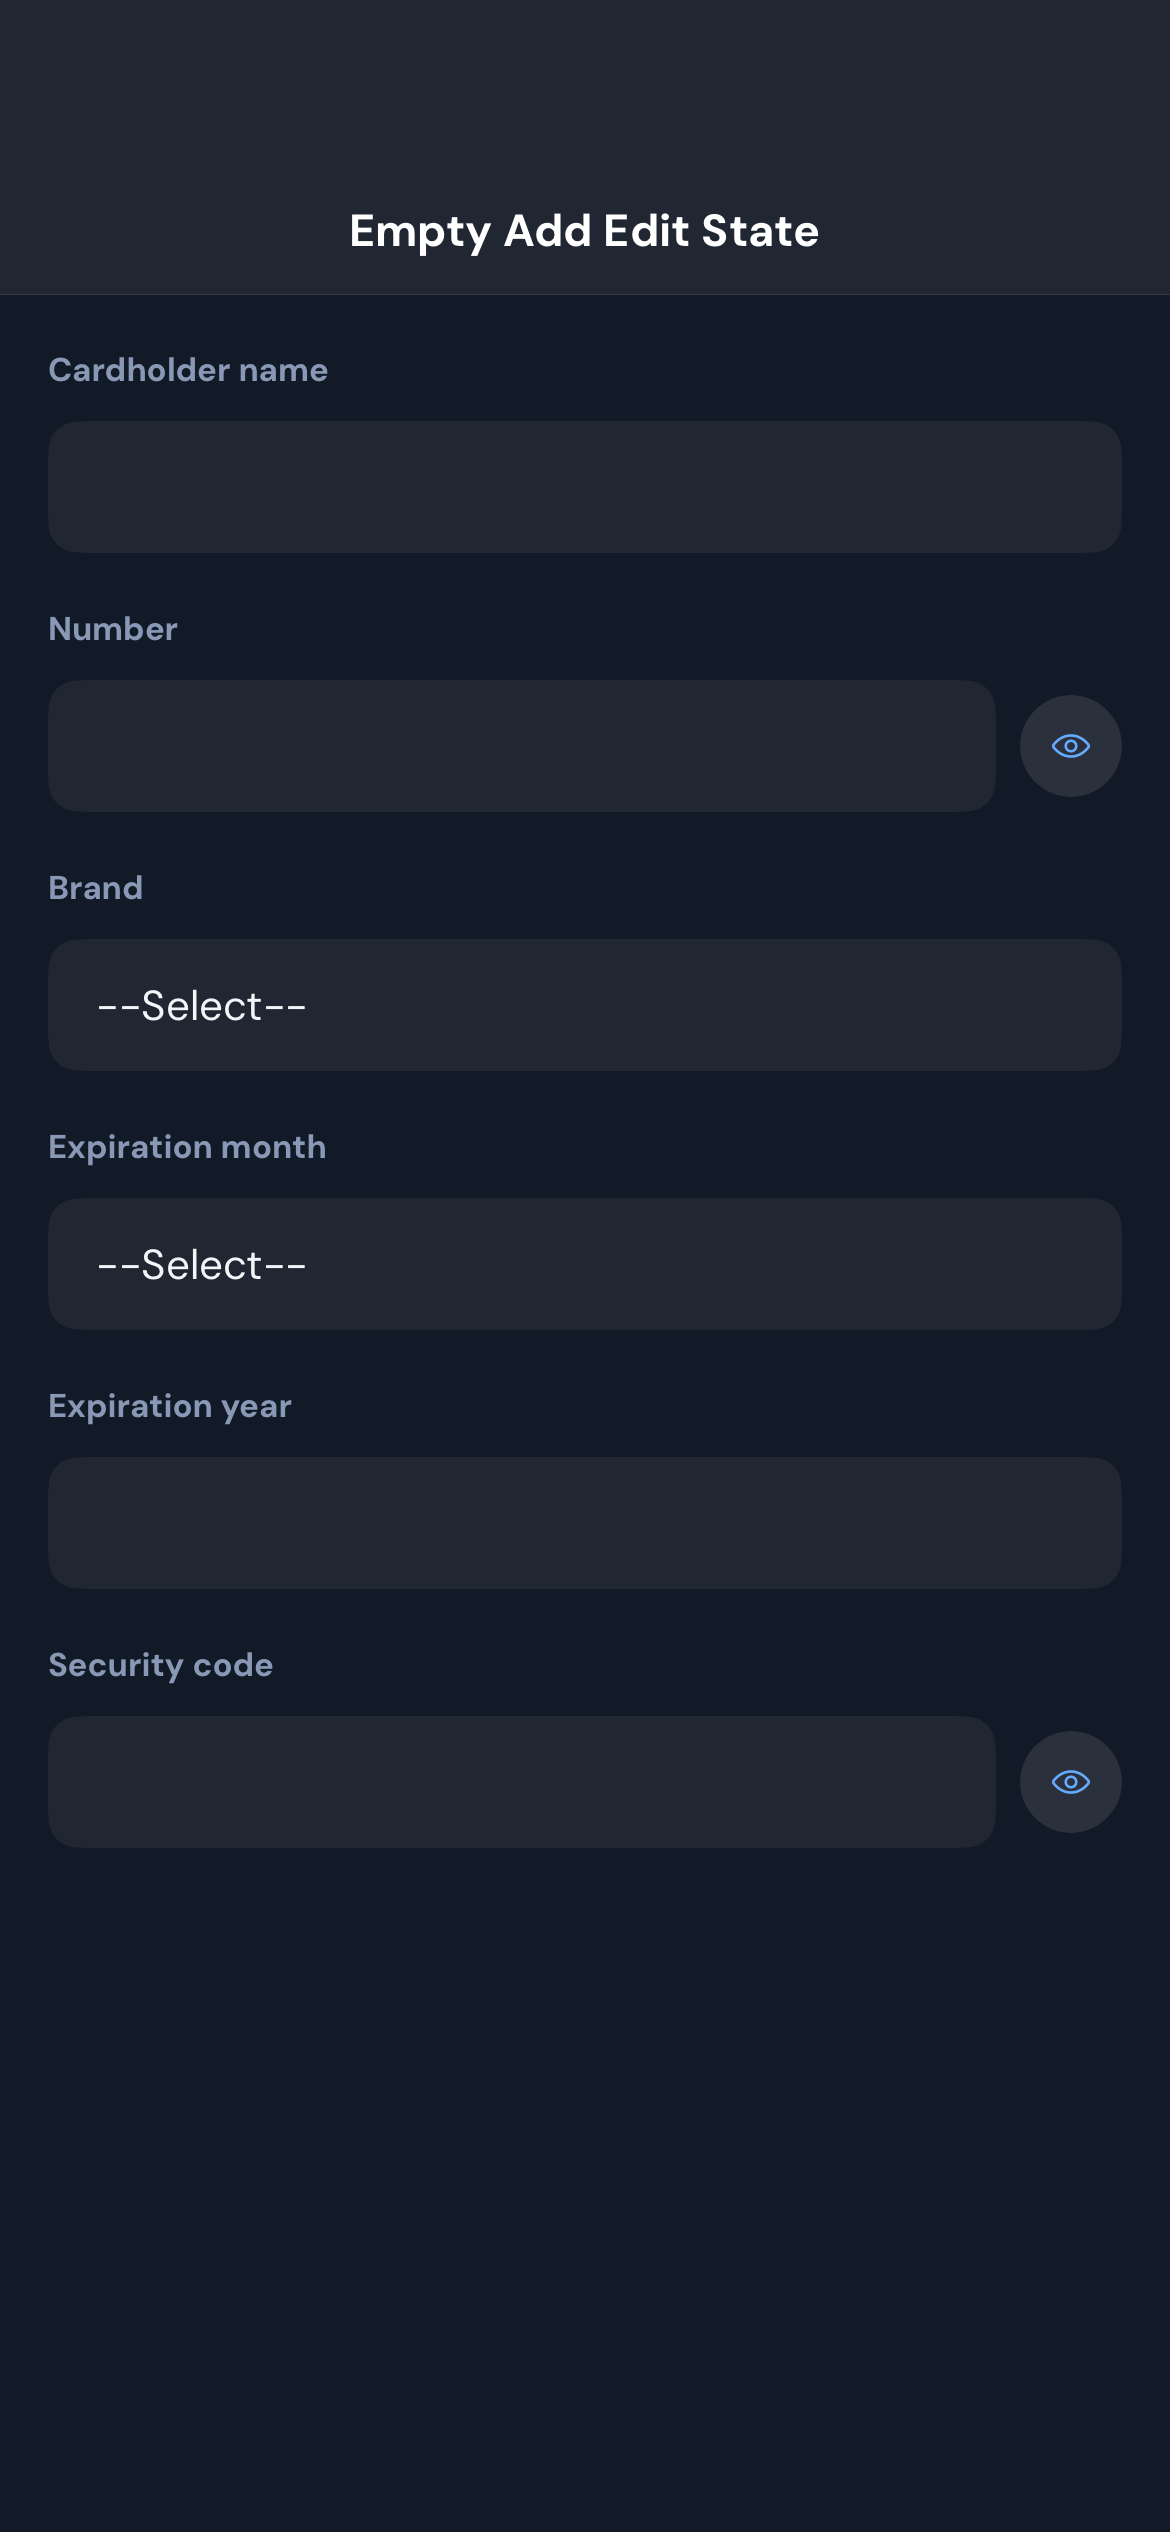 Empty Add Edit State
Cardholder name
Number
Brand
--Select--
Expiration month
--Select--
Expiration year
Security code